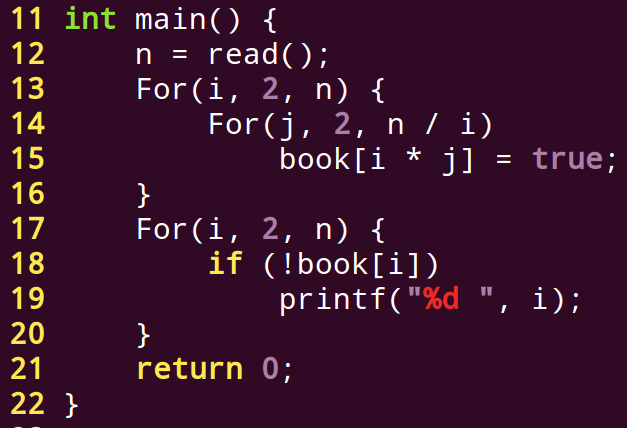 11 int main() {
12     n = read();
13     For(i, 2, n) {
14         For(j, 2, n / i)
15             book[i * j] = true;
16     }
17     For(i, 2, n) {
18         if (!book[i])
19             printf("%d ", i);
20     }
21     return 0;
22 }